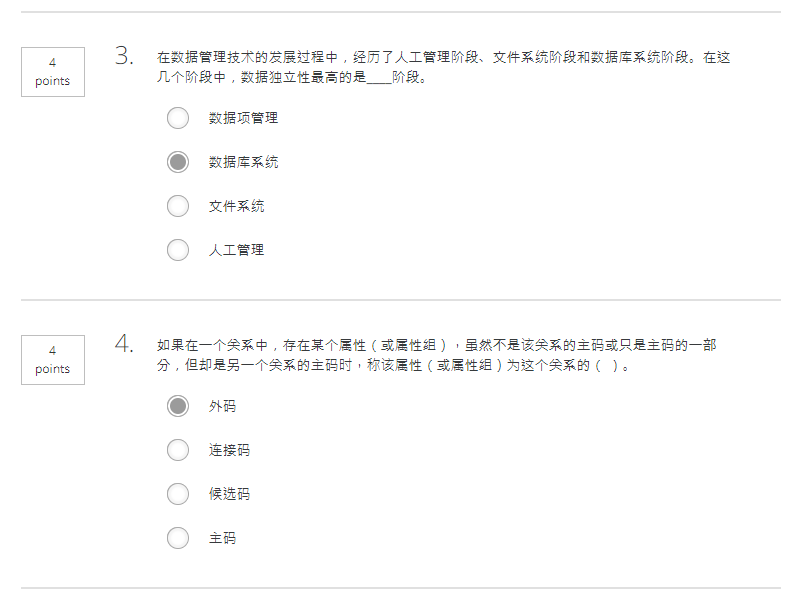 4
points
3.
在数据管理技术的发展过程中，经历了人工管理阶段、文件系统阶段和数据库系统阶段。在这
几个阶段中，数据独立性最高的是____阶段。
数据项管理
数据库系统
文件系统
人工管理
4
points
4.
如果在一个关系中，存在某个属性（或属性组），虽然不是该关系的主码或只是主码的一部
分，但却是另一个关系的主码时，称该属性（或属性组）为这个关系的（ ）。
外码
连接码
候选码
主码